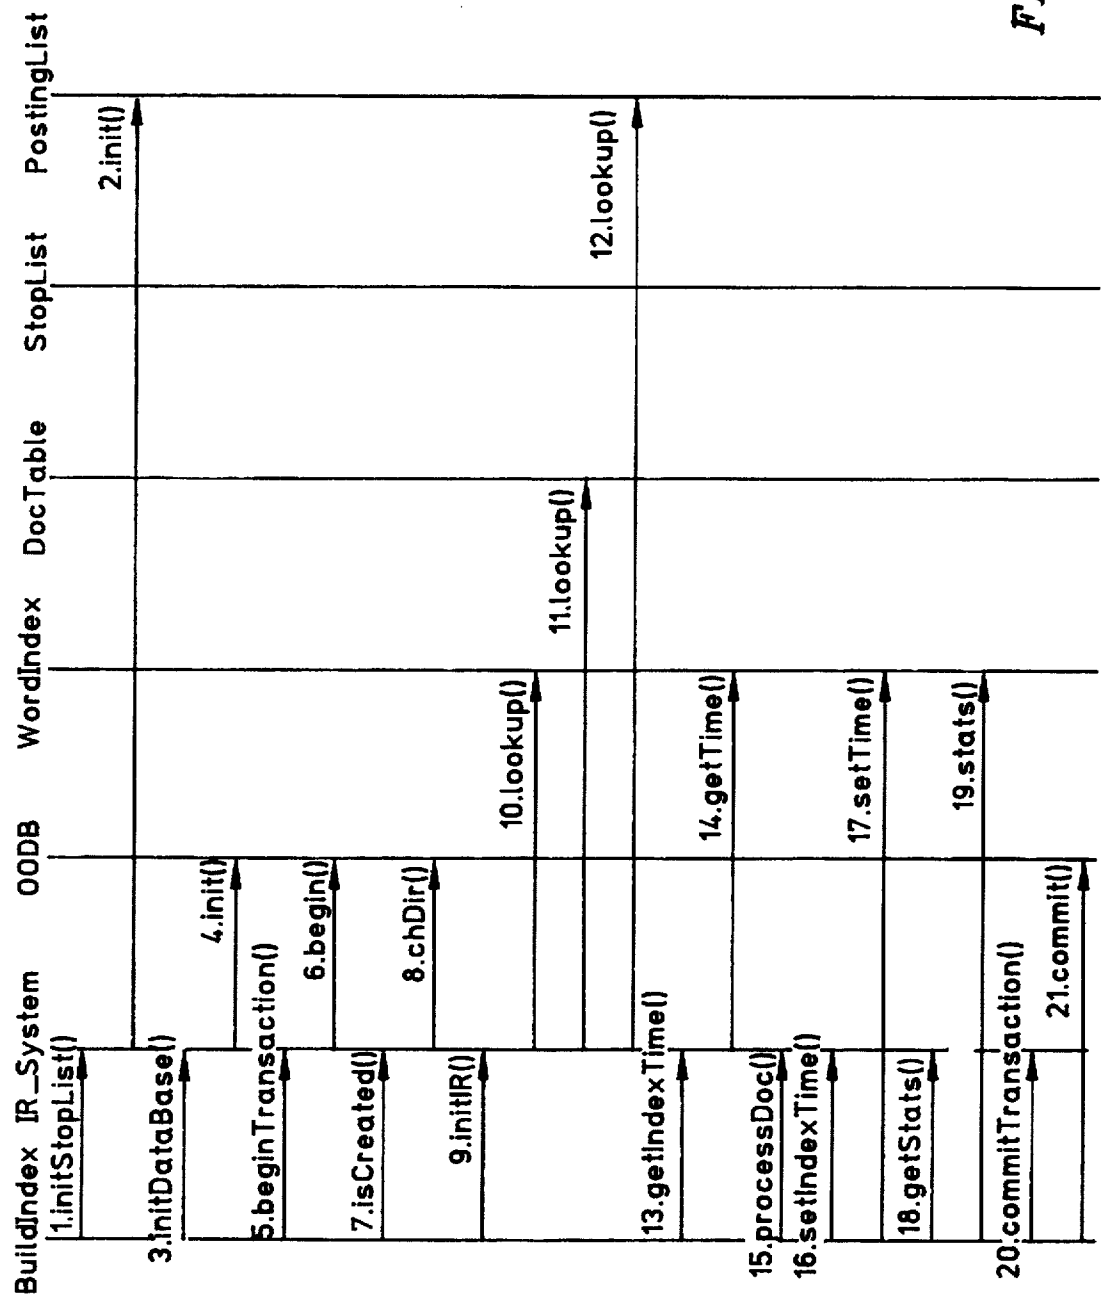 BuildIndex IR_System OODB WordIndex DocTable StopList PostingList
1.initStopList()
2.init()
3.initDataBase()
4.init()
5.beginTransaction()
6.begin()
7.isCreated()
8.chDir()
9.initIR()
10.lookup()
11.lookup()
12.lookup()
13.getIndexTime()
14.getTime()
15.processDoc()
16.setIndexTime()
17.setTime()
18.getStats()
19.stats()
20.commitTransaction()
21.commit()